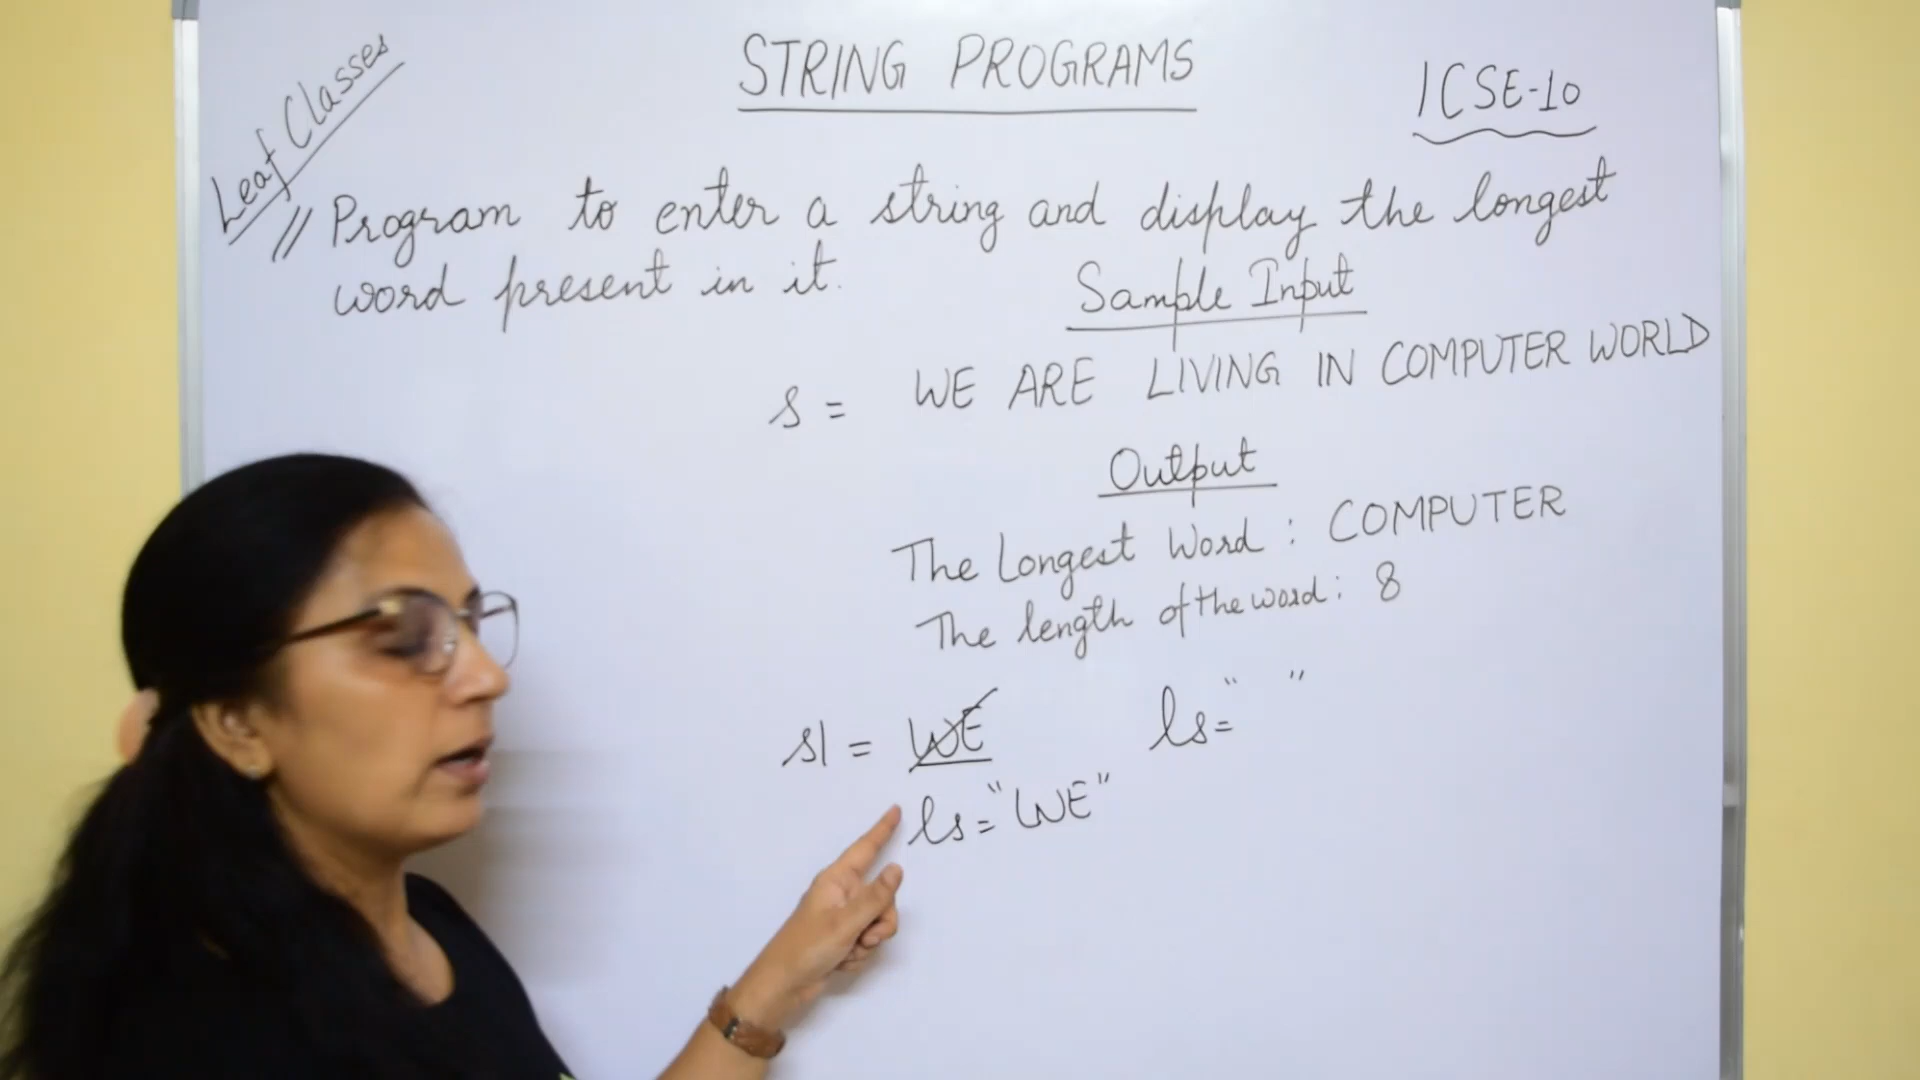 Leaf Classes
STRING PROGRAMS
ICSE-10
// Program to enter a string and display the longest
word present in it.
Sample Input
s = WE ARE LIVING IN COMPUTER WORLD
Output
The Longest Word : COMPUTER
The length of the word : 8
s1 = WE
ls = " "
ls = "WE"